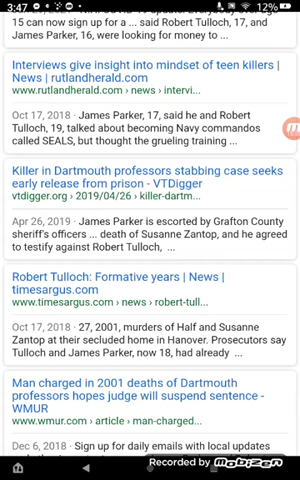 3:47
12%
15 can now sign up for a ... said Robert Tulloch, 17, and
James Parker, 16, were looking for money to ...
Interviews give insight into mindset of teen killers |
News | rutlandherald.com
www.rutlandherald.com › news › intervi...
Oct 17, 2018 · James Parker, 17, said he and Robert
Tulloch, 19, talked about becoming Navy commandos
called SEALS, but thought the grueling training ...
Killer in Dartmouth professors stabbing case seeks
early release from prison - VTDigger
vtdigger.org › 2019/04/26 › killer-dartm...
Apr 26, 2019 · James Parker is escorted by Grafton County
sheriff's officers ... death of Susanne Zantop, and he agreed
to testify against Robert Tulloch, ...
Robert Tulloch: Formative years | News |
timesargus.com
www.timesargus.com › news › robert-tull...
Oct 17, 2018 · 27, 2001, murders of Half and Susanne
Zantop at their secluded home in Hanover. Prosecutors say
Tulloch and James Parker, now 18, had already ...
Man charged in 2001 deaths of Dartmouth
professors hopes judge will suspend sentence -
WMUR
www.wmur.com › article › man-charged...
Dec 6, 2018 · Sign up for daily emails with local updates
Recorded by MOBIZEN